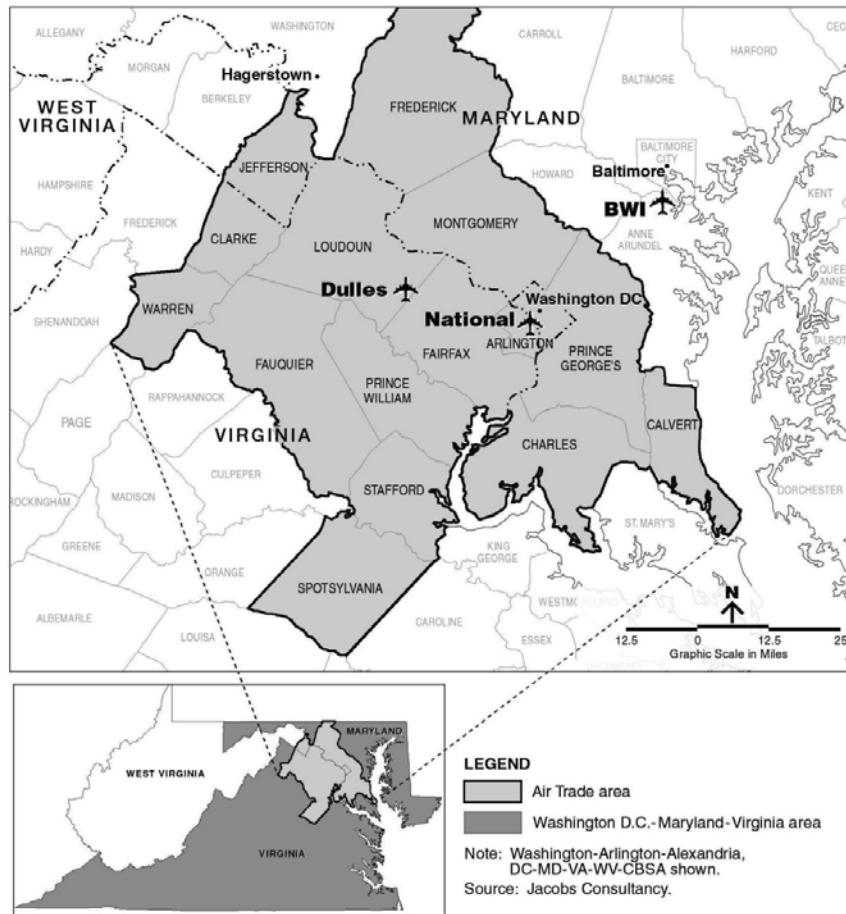 ALLEGANY
WASHINGTON
CARROLL
CEC
MORGAN
HARFORD
Hagerstown
BALTIMORE
BERKELEY
WEST
VIRGINIA
FREDERICK
MARYLAND
JEFFERSON
BALTIMORE
CITY
Baltimore
HOWARD
HAMPSHIRE
KENT
BWI
FREDERICK
MONTGOMERY
ANNE
ARUNDEL
CLARKE
LOUDOUN
HARDY
QUEEN
ANNE
Dulles
Washington DC
WARREN
National
SHENANDOAH
ARLINGTON
TALBOT
FAIRFAX
PRINCE
GEORGE'S
FAUQUIER
PRINCE
WILLIAM
RAPPAHANNOCK
PAGE
CALVERT
VIRGINIA
CHARLES
CULPEPER
STAFFORD
DORCHESTER
ROCKINGHAM
MADISON
ST. MARY'S
GREENE
KING
GEORGE
ORANGE
SPOTSYLVANIA
N
ALBEMARLE
CAROLINE
ESSEX
LOUISA
12.5 0 12.5 25
Graphic Scale in Miles
MARYLAND
WEST VIRGINIA
VIRGINIA
LEGEND
Air Trade area
Washington D.C.-Maryland-Virginia area
Note: Washington-Arlington-Alexandria,
DC-MD-VA-WV-CBSA shown.
Source: Jacobs Consultancy.